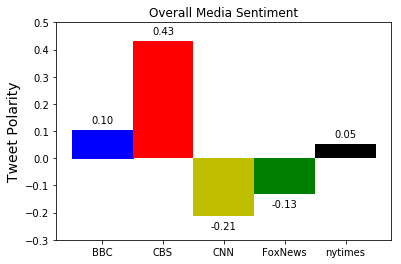 Overall Media Sentiment
Tweet Polarity
0.5
0.4
0.3
0.2
0.1
0.0
−0.1
−0.2
−0.3
0.10
0.43
-0.21
-0.13
0.05
BBC
CBS
CNN
FoxNews
nytimes